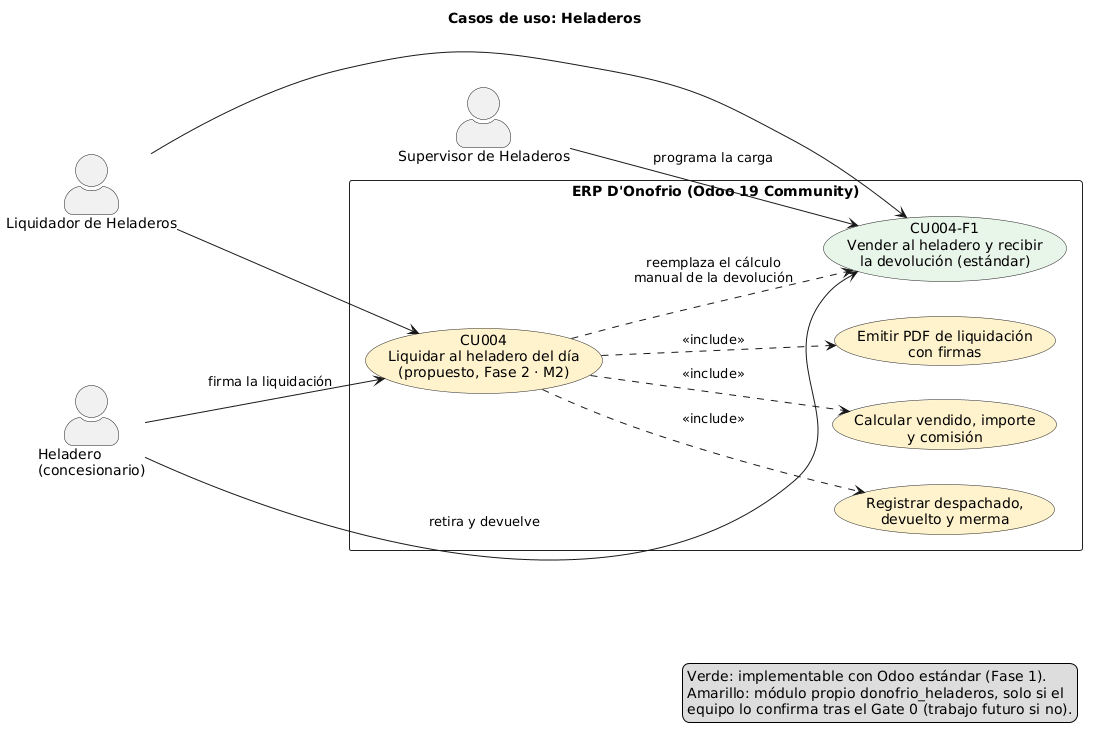 Casos de uso: Heladeros
Supervisor de Heladeros
programa la carga
Liquidador de Heladeros
ERP D'Onofrio (Odoo 19 Community)
CU004-F1
Vender al heladero y recibir
la devolución (estándar)
reemplaza el cálculo
manual de la devolución
CU004
Liquidar al heladero del día
(propuesto, Fase 2 · M2)
«include»
Emitir PDF de liquidación
con firmas
«include»
Calcular vendido, importe
y comisión
«include»
Registrar despachado,
devuelto y merma
firma la liquidación
Heladero
(concesionario)
retira y devuelve
Verde: implementable con Odoo estándar (Fase 1).
Amarillo: módulo propio donofrio_heladeros, solo si el
equipo lo confirma tras el Gate 0 (trabajo futuro si no).